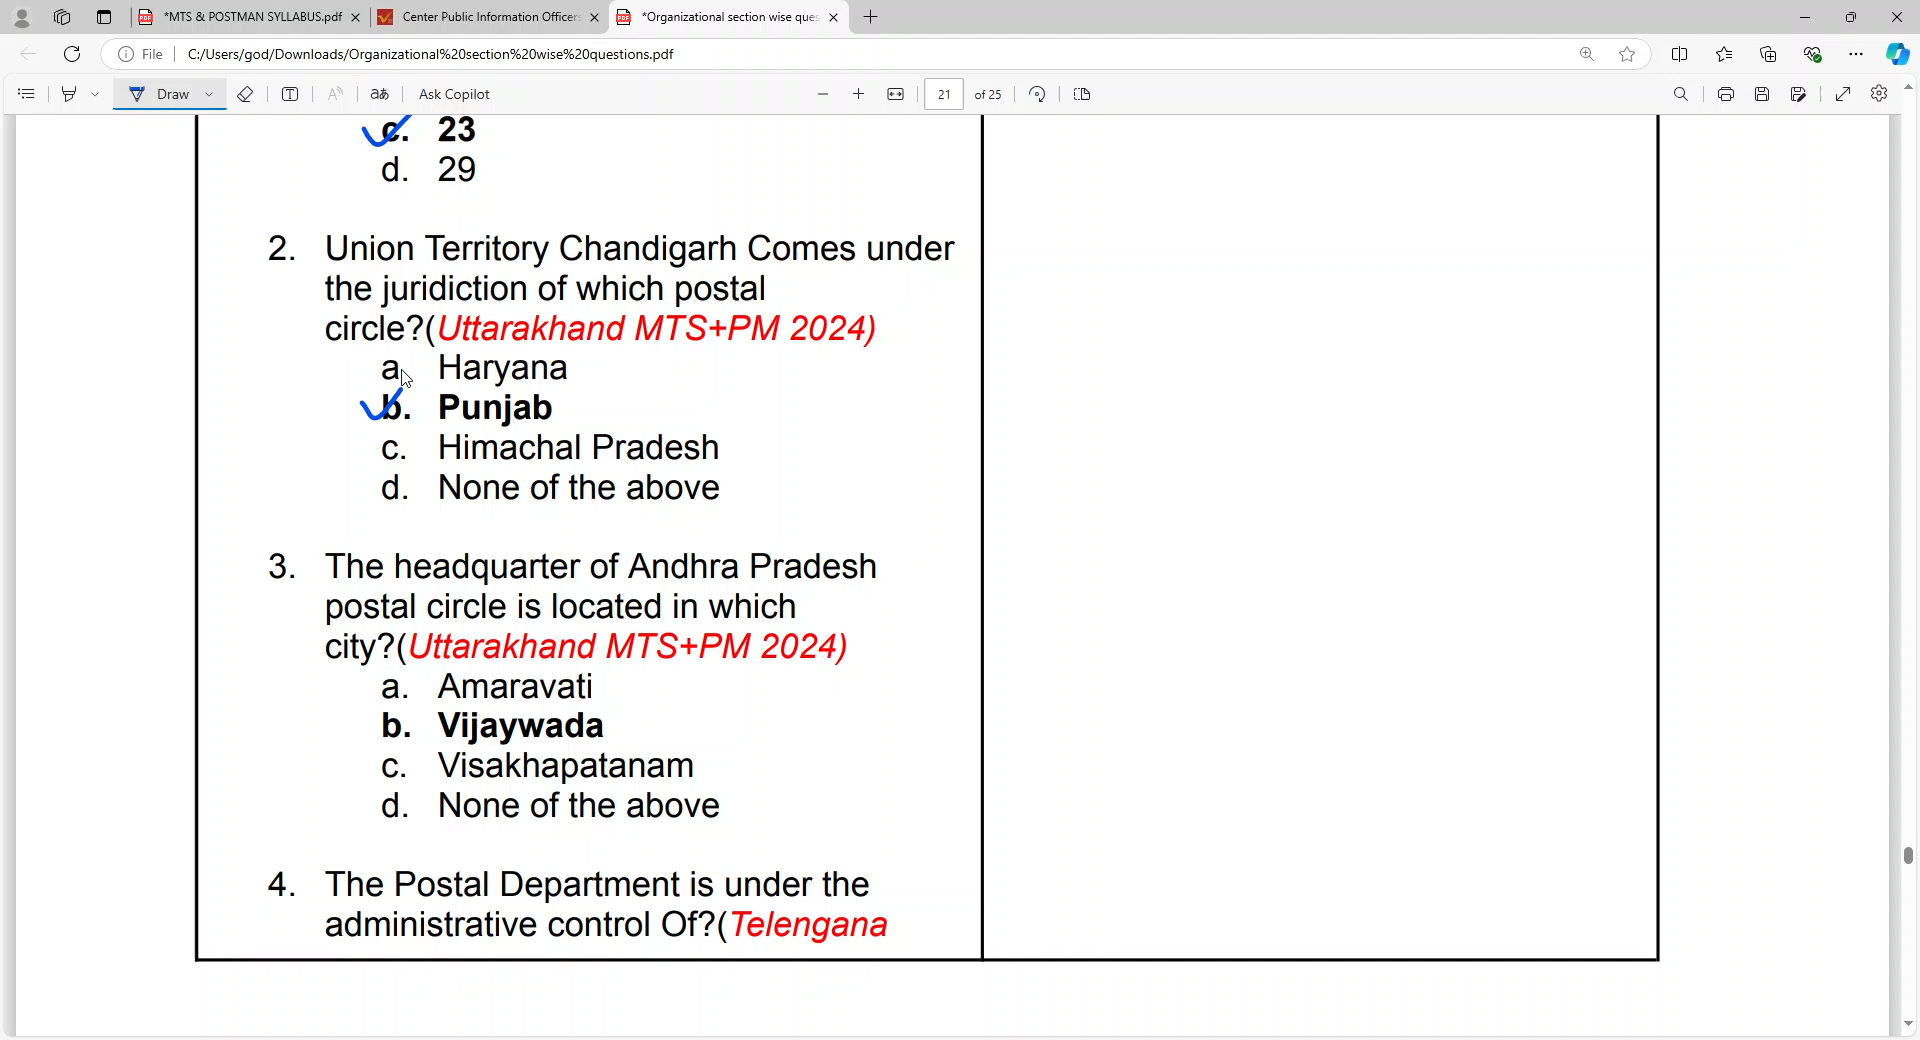 *MTS & POSTMAN SYLLABUS.pdf
Center Public Information Officers
*Organizational section wise ques
File
C:/Users/god/Downloads/Organizational%20section%20wise%20questions.pdf
Draw
aあ
Ask Copilot
21 of 25
c. 23
d. 29
2. Union Territory Chandigarh Comes under
the juridiction of which postal
circle?(Uttarakhand MTS+PM 2024)
a. Haryana
b. Punjab
c. Himachal Pradesh
d. None of the above
3. The headquarter of Andhra Pradesh
postal circle is located in which
city?(Uttarakhand MTS+PM 2024)
a. Amaravati
b. Vijaywada
c. Visakhapatanam
d. None of the above
4. The Postal Department is under the
administrative control Of?(Telengana